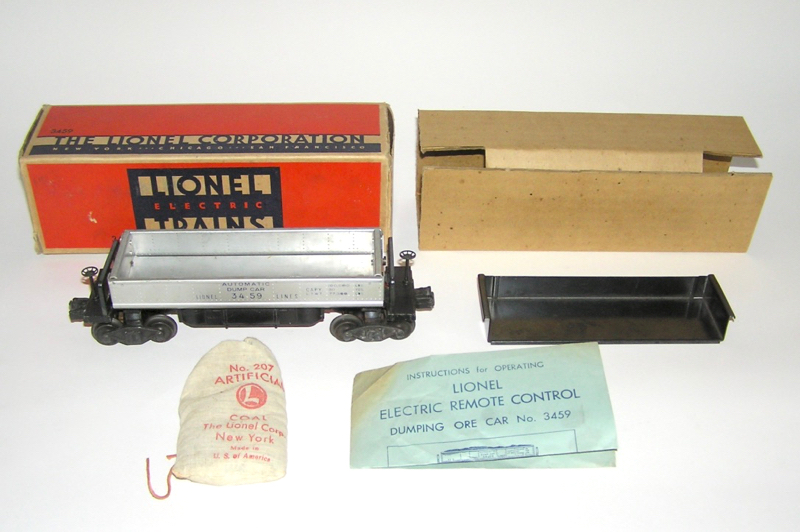 3459
THE LIONEL CORPORATION
NEW YORK CHICAGO SAN FRANCISCO
LIONEL
ELECTRIC
TRAINS
AUTOMATIC
DUMP CAR
LIONEL 3459 LINES
CAPY
No. 207
ARTIFICIAL
L
COAL
The Lionel Corp.
New York
Made in
U. S. of America
INSTRUCTIONS for OPERATING
LIONEL
ELECTRIC REMOTE CONTROL
DUMPING ORE CAR No. 3459